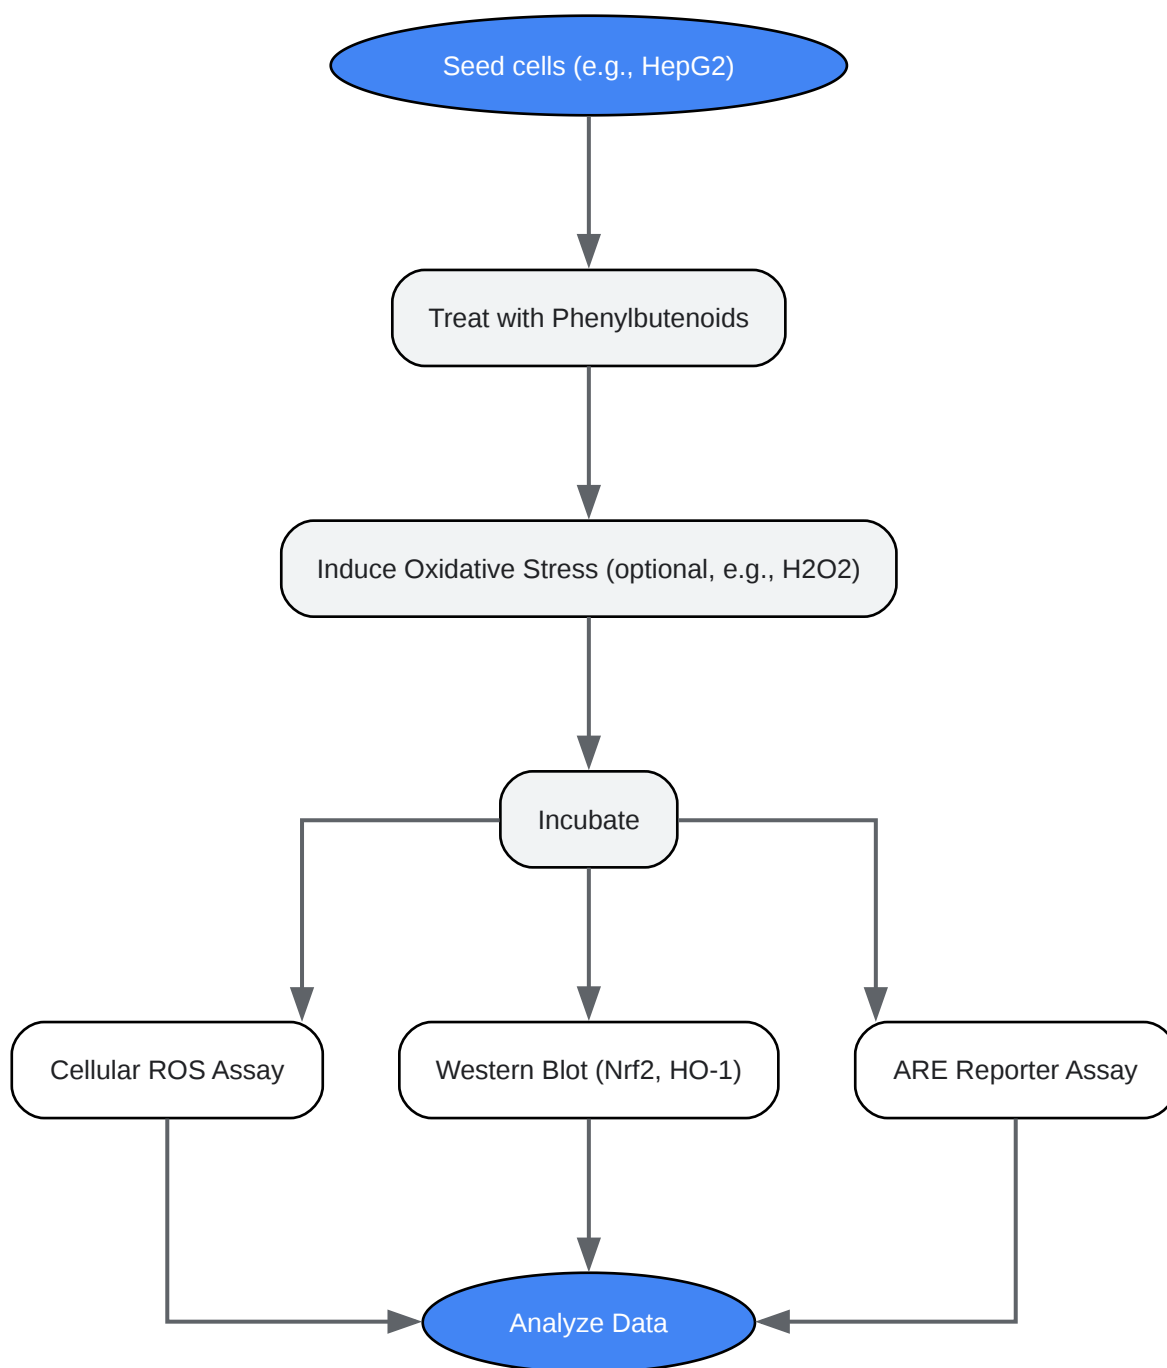 Seed cells (e.g., HepG2)
Treat with Phenylbutenoids
Induce Oxidative Stress (optional, e.g., H2O2)
Incubate
Cellular ROS Assay
Western Blot (Nrf2, HO-1)
ARE Reporter Assay
Analyze Data